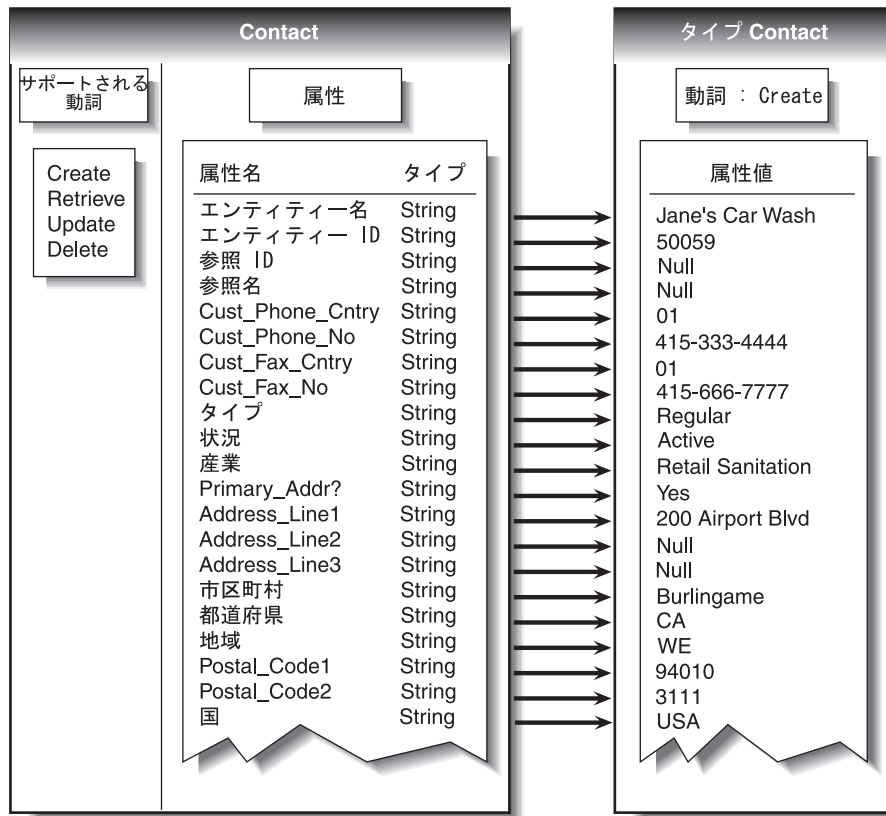 Contact
サポートされる
動詞
属性
Create
Retrieve
Update
Delete
属性名 タイプ
エンティティー名 String
エンティティー ID String
参照 ID String
参照名 String
Cust_Phone_Cntry String
Cust_Phone_No String
Cust_Fax_Cntry String
Cust_Fax_No String
タイプ String
状況 String
産業 String
Primary_Addr? String
Address_Line1 String
Address_Line2 String
Address_Line3 String
市区町村 String
都道府県 String
地域 String
Postal_Code1 String
Postal_Code2 String
国 String
タイプ Contact
動詞 : Create
属性値
Jane's Car Wash
50059
Null
Null
01
415-333-4444
01
415-666-7777
Regular
Active
Retail Sanitation
Yes
200 Airport Blvd
Null
Null
Burlingame
CA
WE
94010
3111
USA